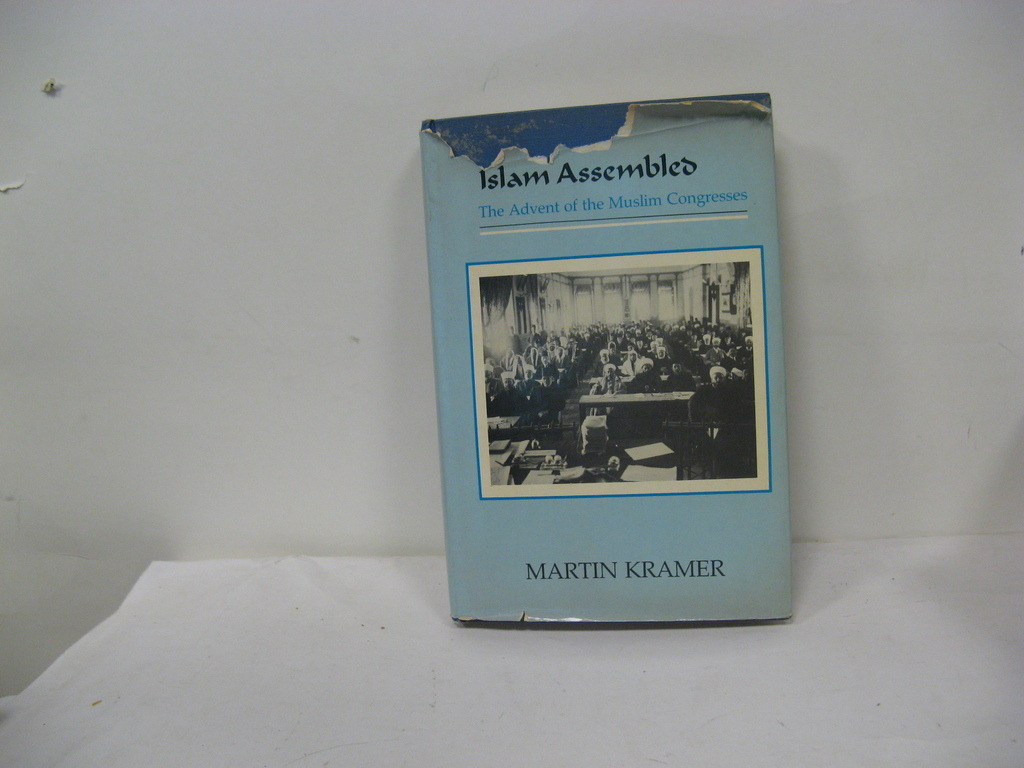 Islam Assembled
The Advent of the Muslim Congresses
MARTIN KRAMER